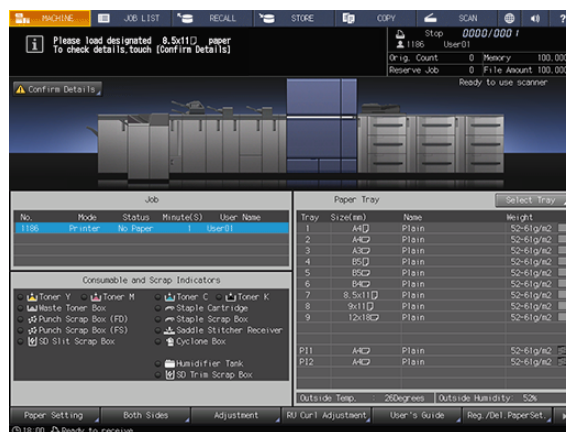 MACHINE JOB LIST RECALL STORE COPY SCAN ?
Please load designated 8.5x11 paper
To check details,touch [Confirm Details]
Stop 0000/0001
1186 User01
Orig. Count 0 Memory 100.000
Reserve Job 0 File Amount 100.000
Confirm Details
Ready to use scanner
Job
No. Mode Status Minute(S) User Name
1186 Printer No Paper 1 User01
Consumable and Scrap Indicators
Toner Y Toner M Toner C Toner K
Waste Toner Box Staple Cartridge
Punch Scrap Box (FD) Staple Scrap Box
Punch Scrap Box (FS) Saddle Stitcher Receiver
SD Slit Scrap Box Cyclone Box
Humidifier Tank
SD Trim Scrap Box
Paper Tray Select Tray
Tray Size(mm) Name Weight
1 A4 Plain 52-61g/m2
2 A4 Plain 52-61g/m2
3 A3 Plain 52-61g/m2
4 B5 Plain 52-61g/m2
5 B5 Plain 52-61g/m2
6 B4 Plain 52-61g/m2
7 8.5x11 Plain 52-61g/m2
8 9x11 Plain 52-61g/m2
9 12x18 Plain 52-61g/m2
PI1 A4 Plain 52-61g/m2
PI2 A4 Plain 52-61g/m2
Outside Temp. : 26Degrees Outside Humidity: 52%
Paper Setting Both Sides Adjustment RU Curl Adjustment User's Guide Reg./Del.PaperSet.
18:00 Ready to receive